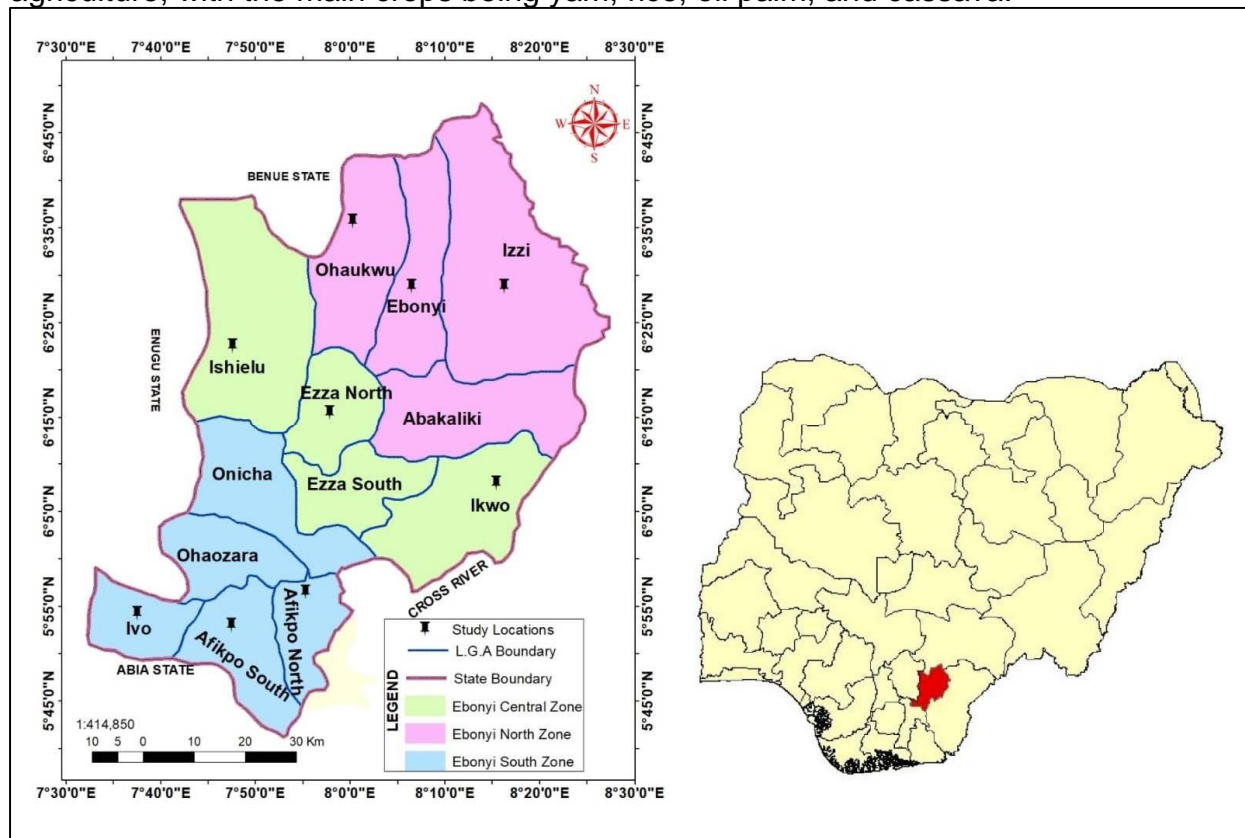 agriculture, with the main crops being yam, rice, oil palm, and cassava.
7°30'0"E 7°40'0"E 7°50'0"E 8°0'0"E 8°10'0"E 8°20'0"E 8°30'0"E
N
W E
S
6°45'0"N
6°45'0"N
BENUE STATE
6°35'0"N
6°35'0"N
Izzi
Ohaukwu
Ebonyi
6°25'0"N
6°25'0"N
ENUGU STATE
Ishielu
Ezza North
Abakaliki
6°15'0"N
6°15'0"N
Onicha
Ezza South
Ikwo
6°5'0"N
6°5'0"N
Ohaozara
CROSS RIVER
5°55'0"N
5°55'0"N
Ivo
Afikpo South
Afikpo North
ABIA STATE
5°45'0"N
5°45'0"N
LEGEND
Study Locations
L.G.A Boundary
State Boundary
Ebonyi Central Zone
Ebonyi North Zone
Ebonyi South Zone
1:414,850
10 5 0 10 20 30 Km
7°30'0"E 7°40'0"E 7°50'0"E 8°0'0"E 8°10'0"E 8°20'0"E 8°30'0"E